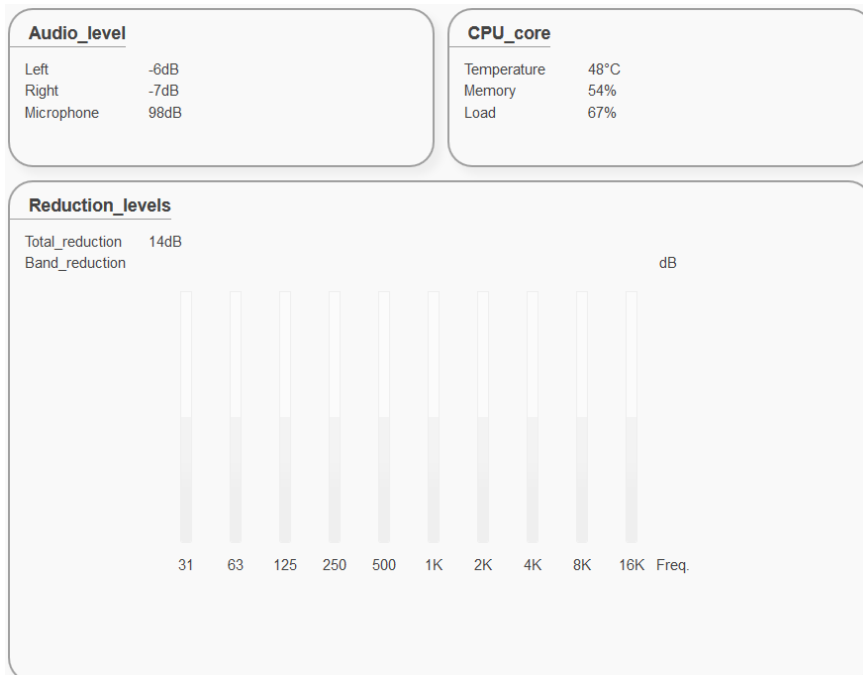 Audio_level
Left -6dB
Right -7dB
Microphone 98dB
CPU_core
Temperature 48°C
Memory 54%
Load 67%
Reduction_levels
Total_reduction 14dB
Band_reduction dB
31 63 125 250 500 1K 2K 4K 8K 16K Freq.